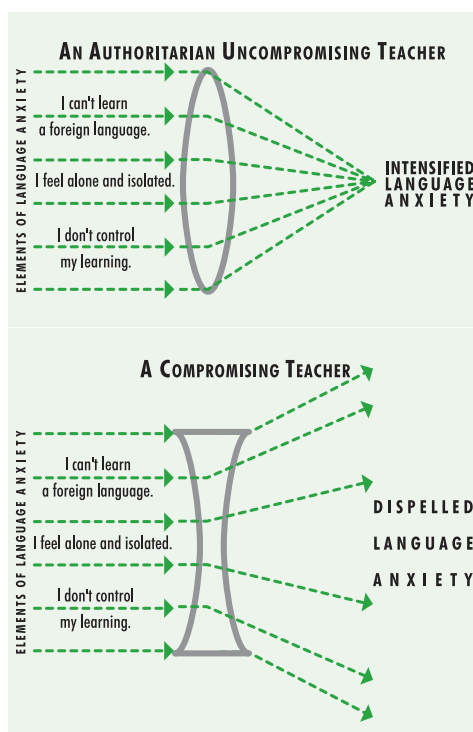 AN AUTHORITARIAN UNCOMPROMISING TEACHER
ELEMENTS OF LANGUAGE ANXIETY
I can't learn
a foreign language.
I feel alone and isolated.
I don't control
my learning.
INTENSIFIED
LANGUAGE
ANXIETY
A COMPROMISING TEACHER
ELEMENTS OF LANGUAGE ANXIETY
I can't learn
a foreign language.
I feel alone and isolated.
I don't control
my learning.
DISPELLED
LANGUAGE
ANXIETY